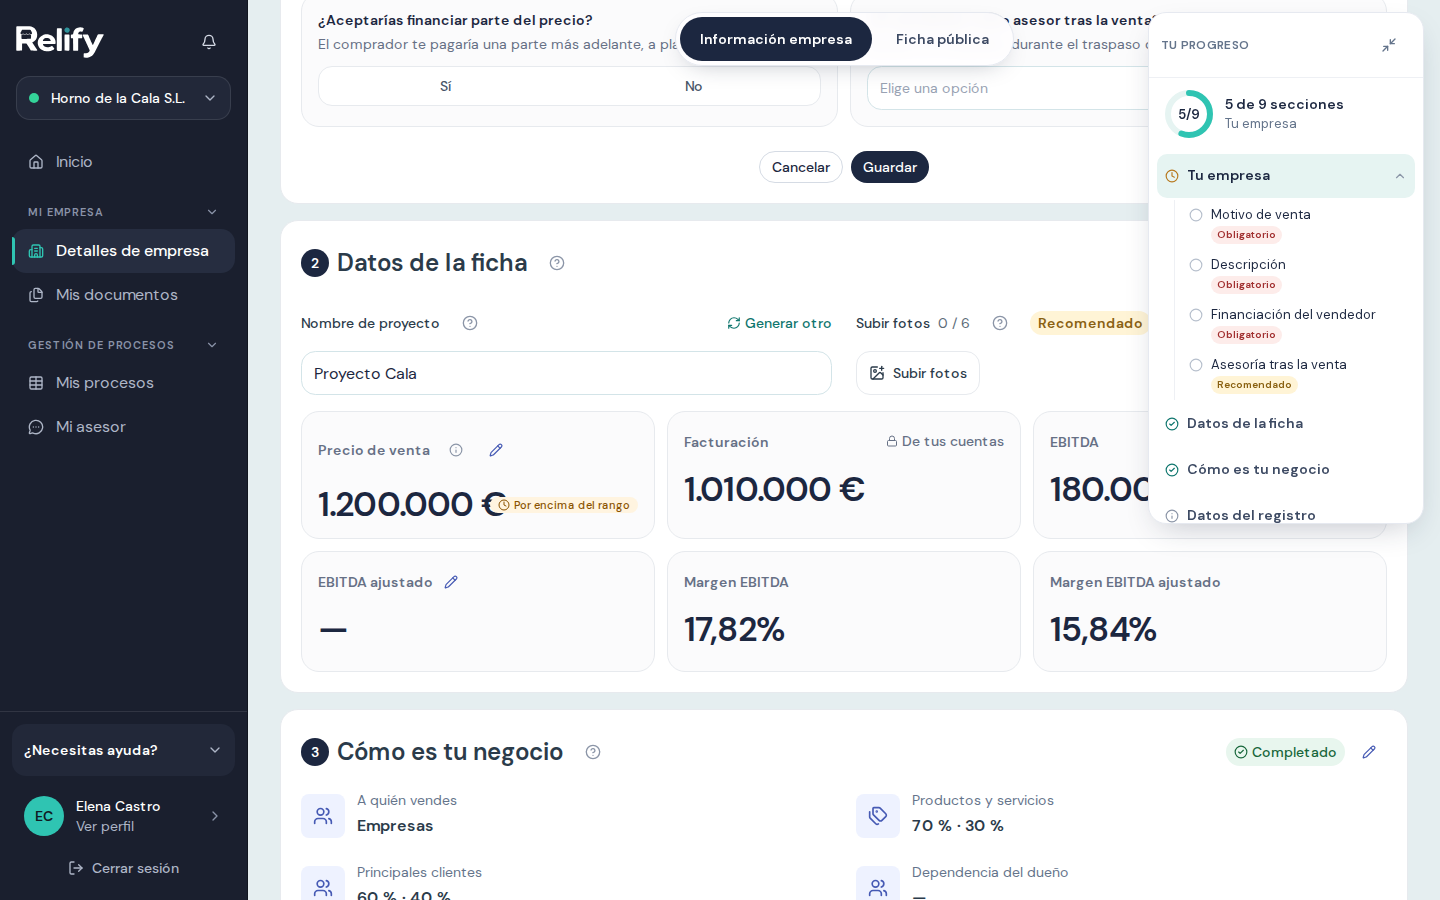 Relify
Horno de la Cala S.L.
Inicio
MI EMPRESA
Detalles de empresa
Mis documentos
GESTIÓN DE PROCESOS
Mis procesos
Mi asesor
¿Necesitas ayuda?
EC
Elena Castro
Ver perfil
Cerrar sesión
Información empresa
Ficha pública
¿Aceptarías financiar parte del precio?
El comprador te pagaría una parte más adelante, a
Sí
No
asesor tras la venta
durante el traspaso
Elige una opción
Cancelar
Guardar
2
Datos de la ficha
Nombre de proyecto
Generar otro
Proyecto Cala
Subir fotos 0 / 6
Recomendado
Subir fotos
Precio de venta
1.200.000 €
Por encima del rango
Facturación
De tus cuentas
1.010.000 €
EBITDA
180.00
EBITDA ajustado
—
Margen EBITDA
17,82%
Margen EBITDA ajustado
15,84%
3
Cómo es tu negocio
Completado
A quién vendes
Empresas
Productos y servicios
70 % · 30 %
Principales clientes
60 % · 40 %
Dependencia del dueño
—
TU PROGRESO
5/9
5 de 9 secciones
Tu empresa
Tu empresa
Motivo de venta
Obligatorio
Descripción
Obligatorio
Financiación del vendedor
Obligatorio
Asesoría tras la venta
Recomendado
Datos de la ficha
Cómo es tu negocio
Datos del registro